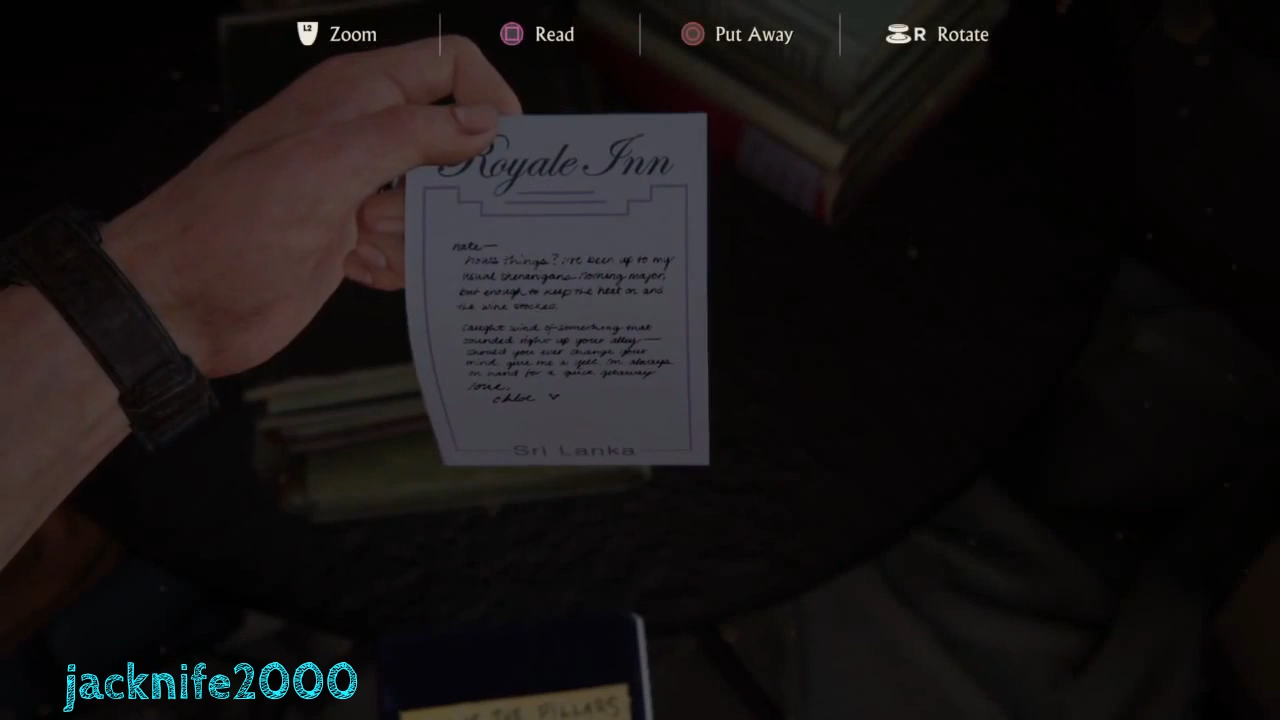 L2 Zoom
Read
Put Away
R Rotate
Royale Inn
nate—
how's things? i've been up to my
usual shenanigans. nothing major,
but enough to keep the heat on and
the wine stocked.
caught wind of something that
sounded right up your alley—
should you ever change your
mind give me a yell. i'm always
on hand for a quick getaway
love,
chloe
Sri Lanka
THE PILLARS
jacknife2000